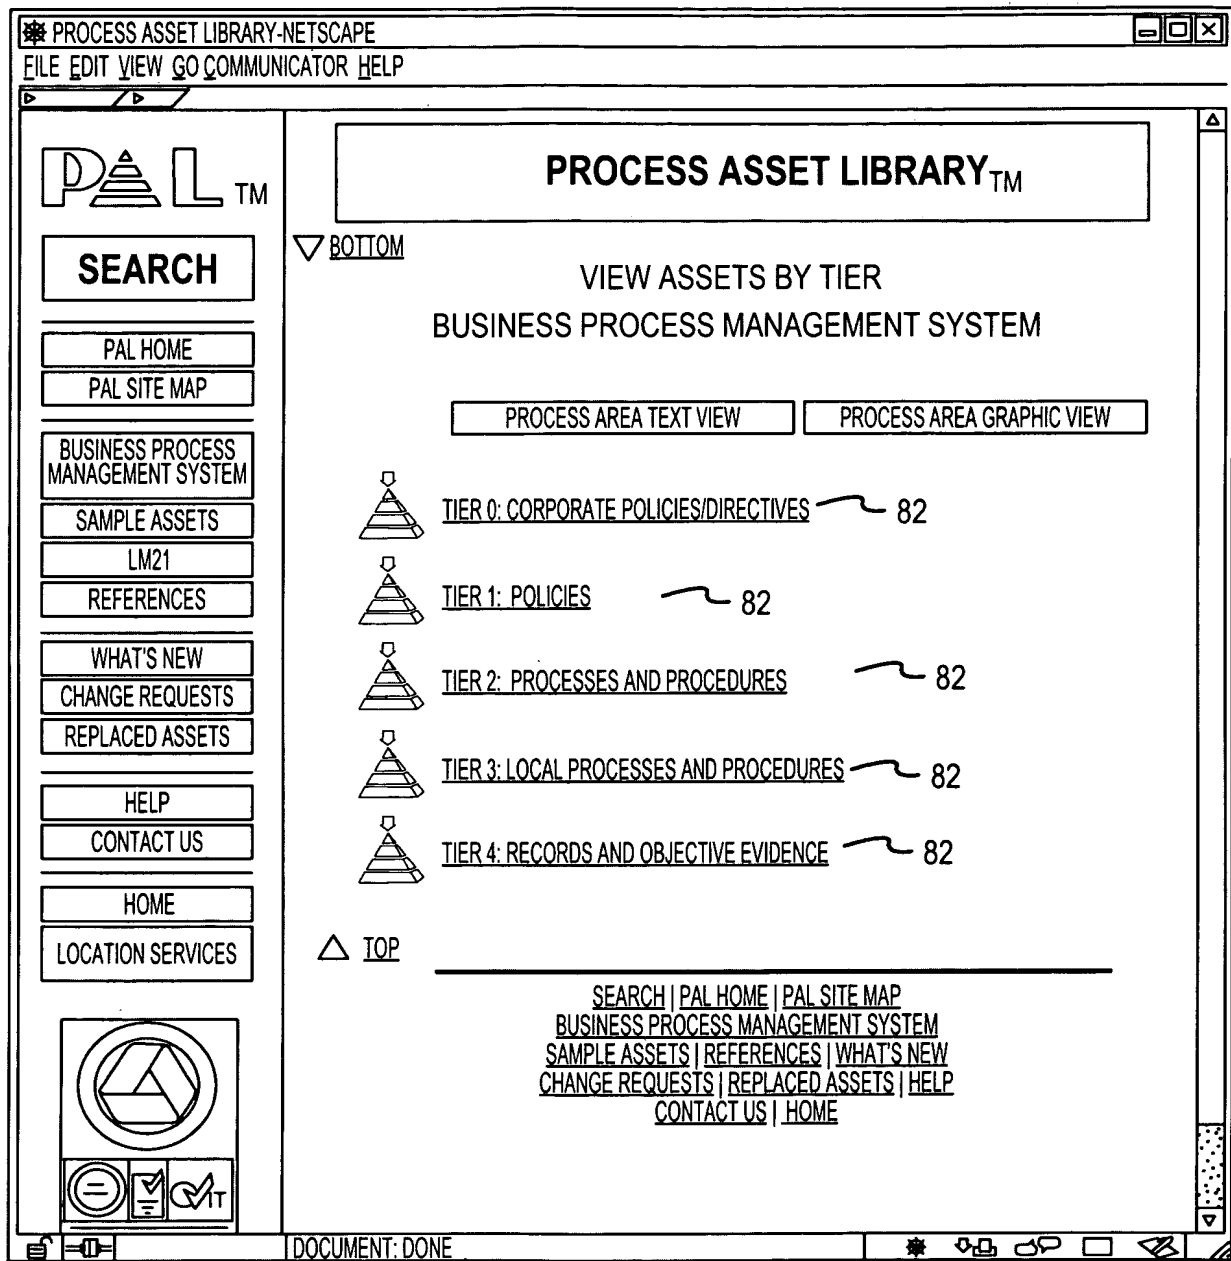 PROCESS ASSET LIBRARY-NETSCAPE
FILE EDIT VIEW GO COMMUNICATOR HELP
PAL TM
SEARCH
PAL HOME
PAL SITE MAP
BUSINESS PROCESS
MANAGEMENT SYSTEM
SAMPLE ASSETS
LM21
REFERENCES
WHAT'S NEW
CHANGE REQUESTS
REPLACED ASSETS
HELP
CONTACT US
HOME
LOCATION SERVICES
IT
PROCESS ASSET LIBRARY TM
BOTTOM
VIEW ASSETS BY TIER
BUSINESS PROCESS MANAGEMENT SYSTEM
PROCESS AREA TEXT VIEW PROCESS AREA GRAPHIC VIEW
TIER 0: CORPORATE POLICIES/DIRECTIVES 82
TIER 1: POLICIES 82
TIER 2: PROCESSES AND PROCEDURES 82
TIER 3: LOCAL PROCESSES AND PROCEDURES 82
TIER 4: RECORDS AND OBJECTIVE EVIDENCE 82
TOP
SEARCH | PAL HOME | PAL SITE MAP
BUSINESS PROCESS MANAGEMENT SYSTEM
SAMPLE ASSETS | REFERENCES | WHAT'S NEW
CHANGE REQUESTS | REPLACED ASSETS | HELP
CONTACT US | HOME
DOCUMENT: DONE